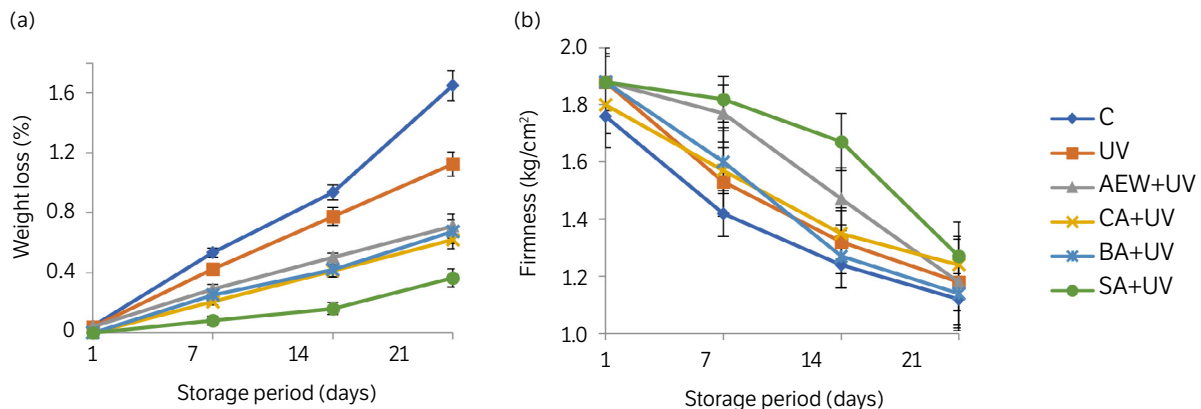 (a)
Weight loss (%)
1.6
1.2
0.8
0.4
0
1 7 14 21
Storage period (days)
(b)
Firmness (kg/cm²)
2.0
1.8
1.6
1.4
1.2
1.0
1 7 14 21
Storage period (days)
C
UV
AEW+UV
CA+UV
BA+UV
SA+UV